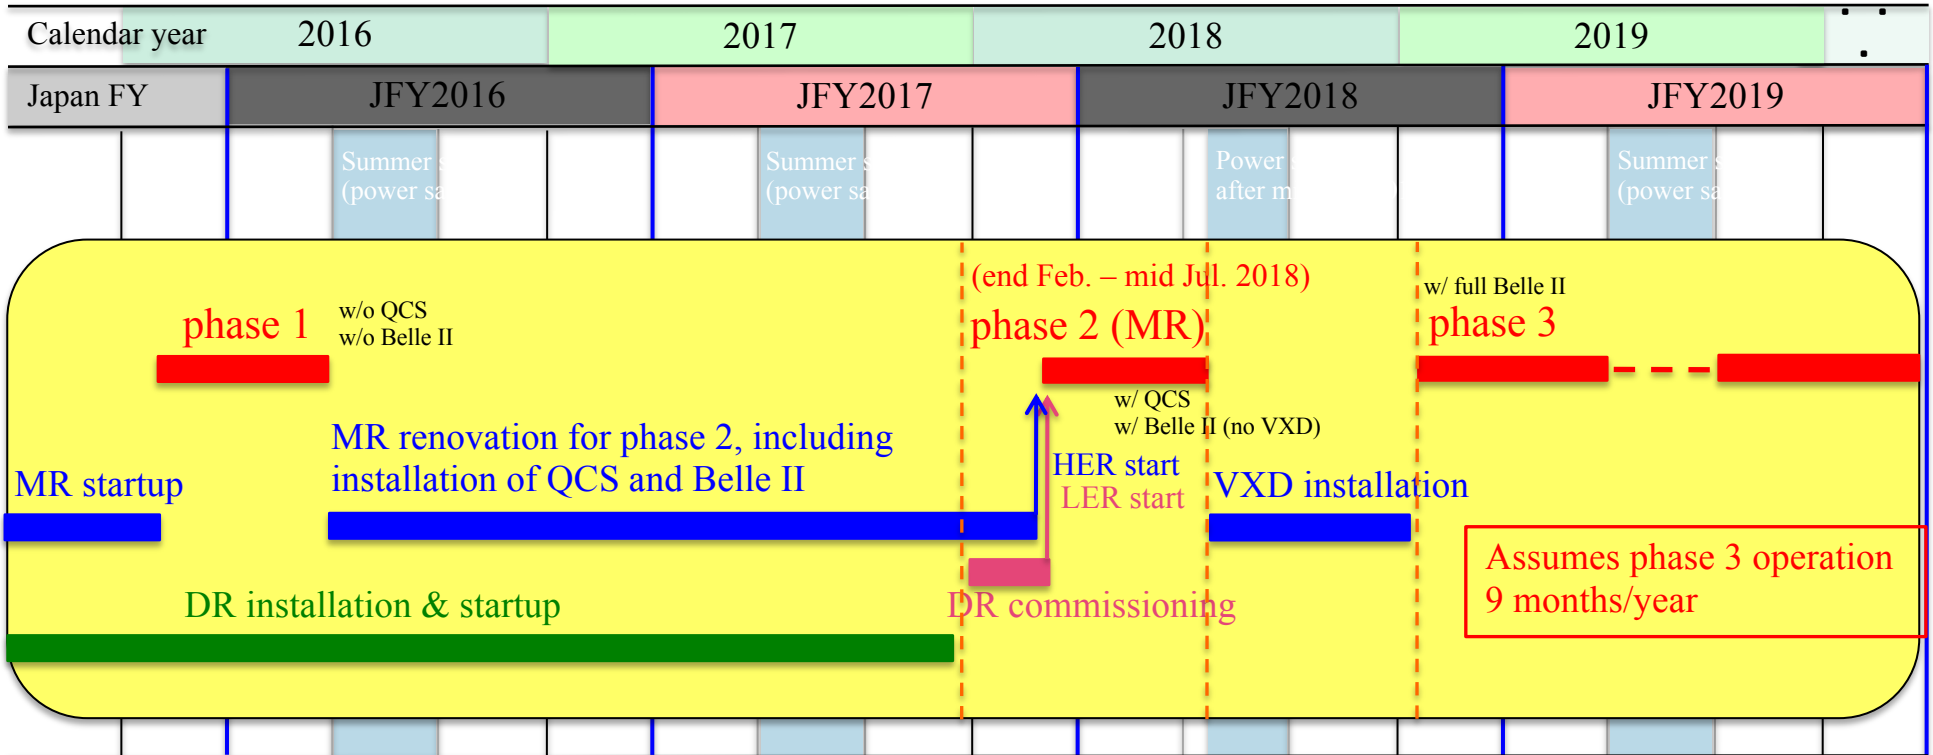 Calendar year 2016 2017 2018 2019 . . .
Japan FY JFY2016 JFY2017 JFY2018 JFY2019
Summer
(power
Summer
(power
Power
after
Summer
(power
(end Feb. – mid Jul. 2018)
w/ full Belle II
phase 1
w/o QCS
w/o Belle II
phase 2 (MR)
phase 3
w/ QCS
w/ Belle II (no VXD)
MR renovation for phase 2, including
installation of QCS and Belle II
MR startup
HER start
LER start
VXD installation
Assumes phase 3 operation
9 months/year
DR installation & startup
DR commissioning